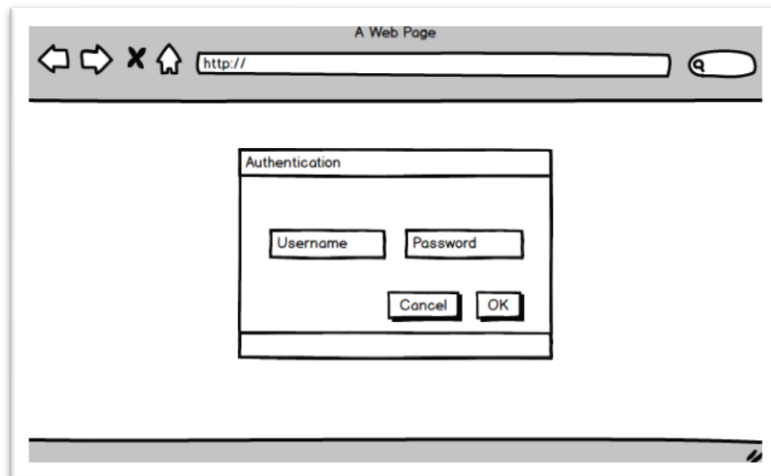 A Web Page
http://
Authentication
Username Password
Cancel OK